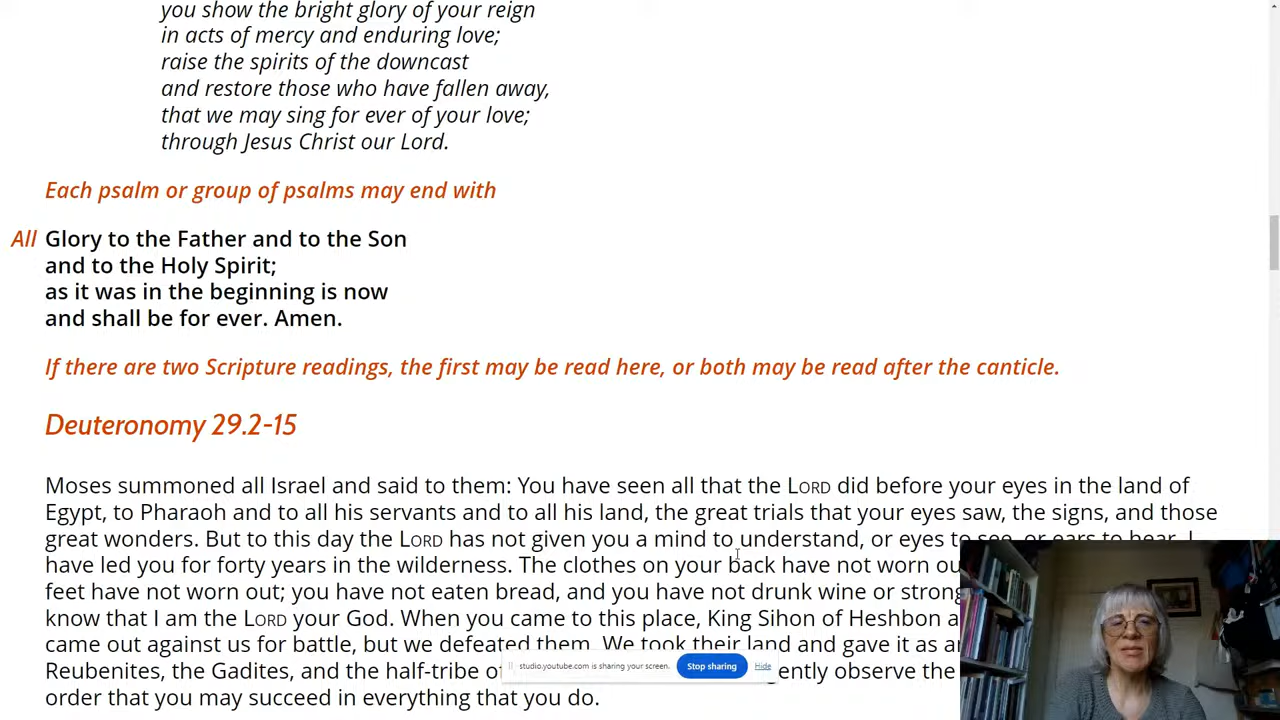 you show the bright glory of your reign
in acts of mercy and enduring love;
raise the spirits of the downcast
and restore those who have fallen away,
that we may sing for ever of your love;
through Jesus Christ our Lord.
Each psalm or group of psalms may end with
All Glory to the Father and to the Son
and to the Holy Spirit;
as it was in the beginning is now
and shall be for ever. Amen.
If there are two Scripture readings, the first may be read here, or both may be read after the canticle.
Deuteronomy 29.2-15
Moses summoned all Israel and said to them: You have seen all that the LORD did before your eyes in the land of
Egypt, to Pharaoh and to all his servants and to all his land, the great trials that your eyes saw, the signs, and those
great wonders. But to this day the LORD has not given you a mind to understand, or eyes to see, or ears to hear. I
have led you for forty years in the wilderness. The clothes on your back have not worn
feet have not worn out; you have not eaten bread, and you have not drunk wine or strong
know that I am the LORD your God. When you came to this place, King Sihon of Heshbon
came out against us for battle, but we defeated them. We took their land and gave it as
Reubenites, the Gadites, and the half-tribe observe the
order that you may succeed in everything that you do.
studio.youtube.com is sharing your screen.
Stop sharing
Hide